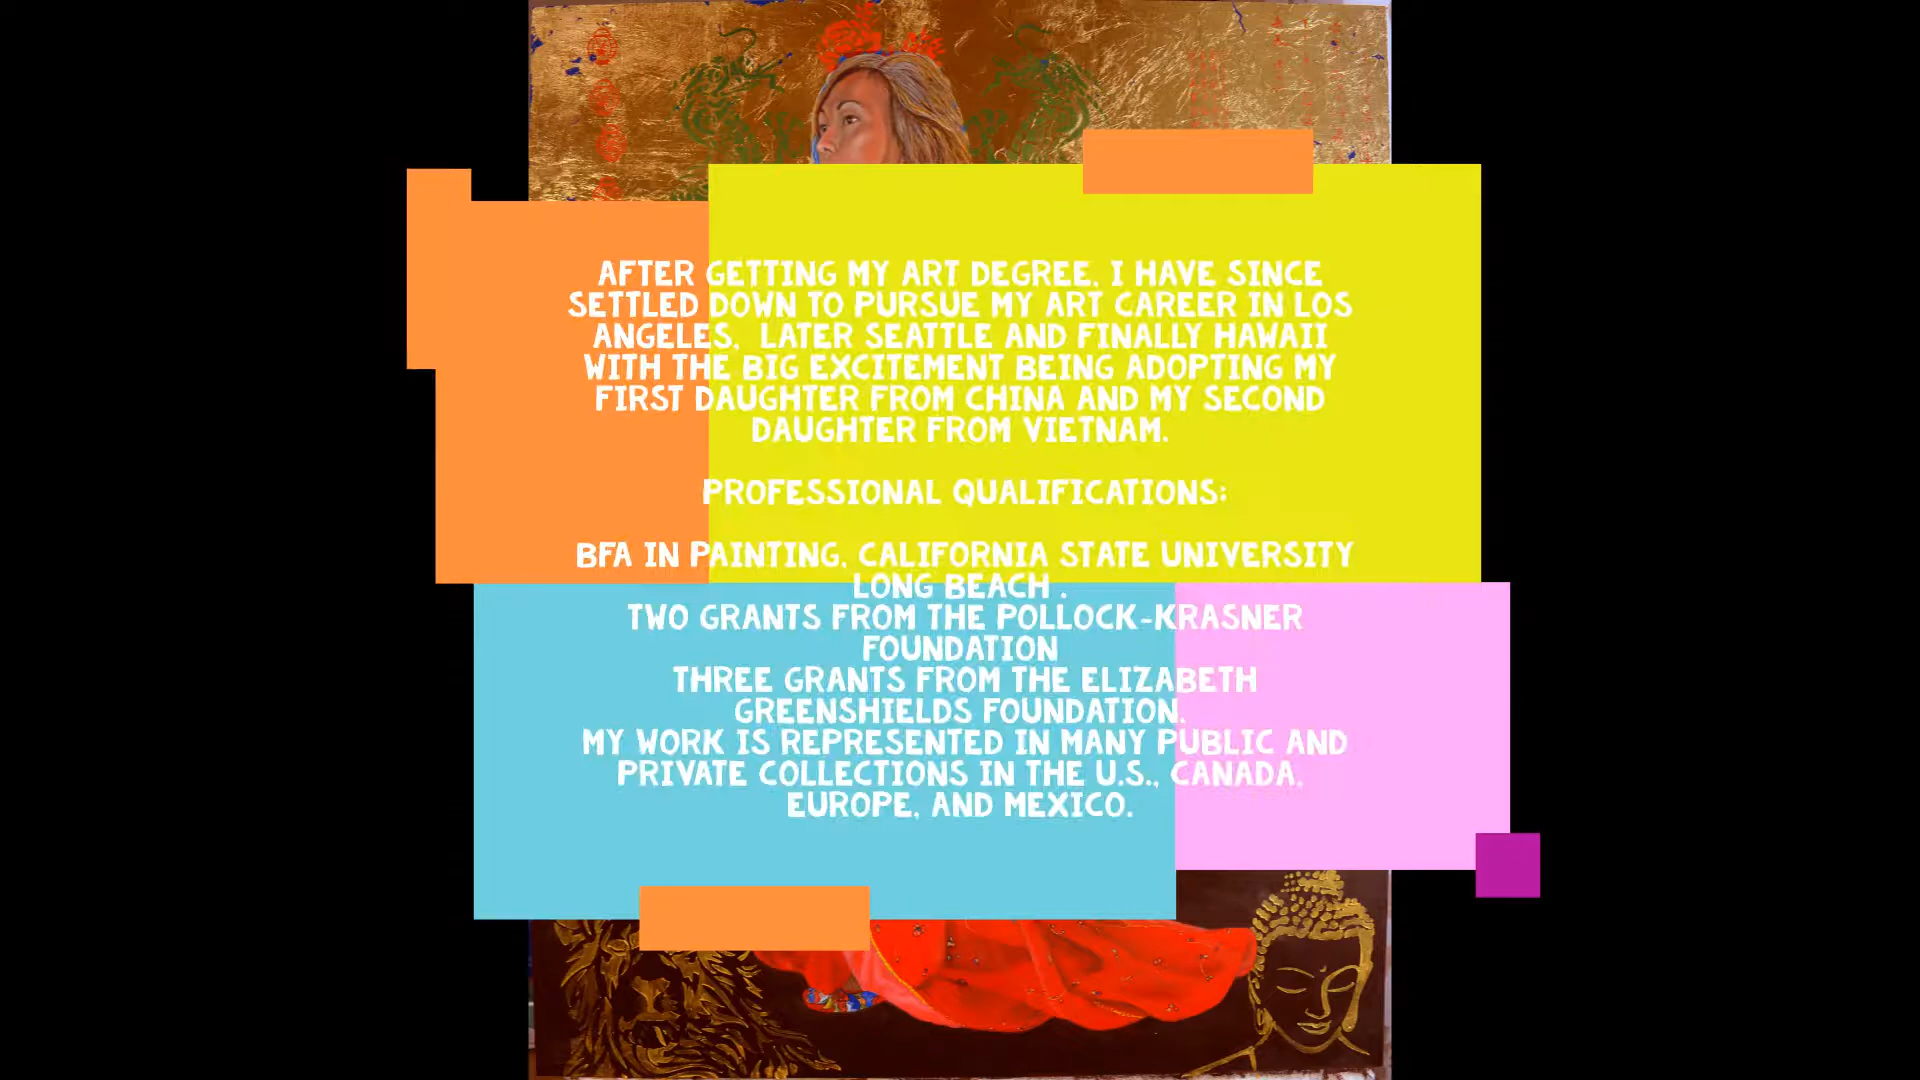 AFTER GETTING MY ART DEGREE, I HAVE SINCE
SETTLED DOWN TO PURSUE MY ART CAREER IN LOS
ANGELES, LATER SEATTLE AND FINALLY HAWAII
WITH THE BIG EXCITEMENT BEING ADOPTING MY
FIRST DAUGHTER FROM CHINA AND MY SECOND
DAUGHTER FROM VIETNAM.
PROFESSIONAL QUALIFICATIONS:
BFA IN PAINTING, CALIFORNIA STATE UNIVERSITY
LONG BEACH .
TWO GRANTS FROM THE POLLOCK-KRASNER
FOUNDATION
THREE GRANTS FROM THE ELIZABETH
GREENSHIELDS FOUNDATION.
MY WORK IS REPRESENTED IN MANY PUBLIC AND
PRIVATE COLLECTIONS IN THE U.S., CANADA,
EUROPE, AND MEXICO.